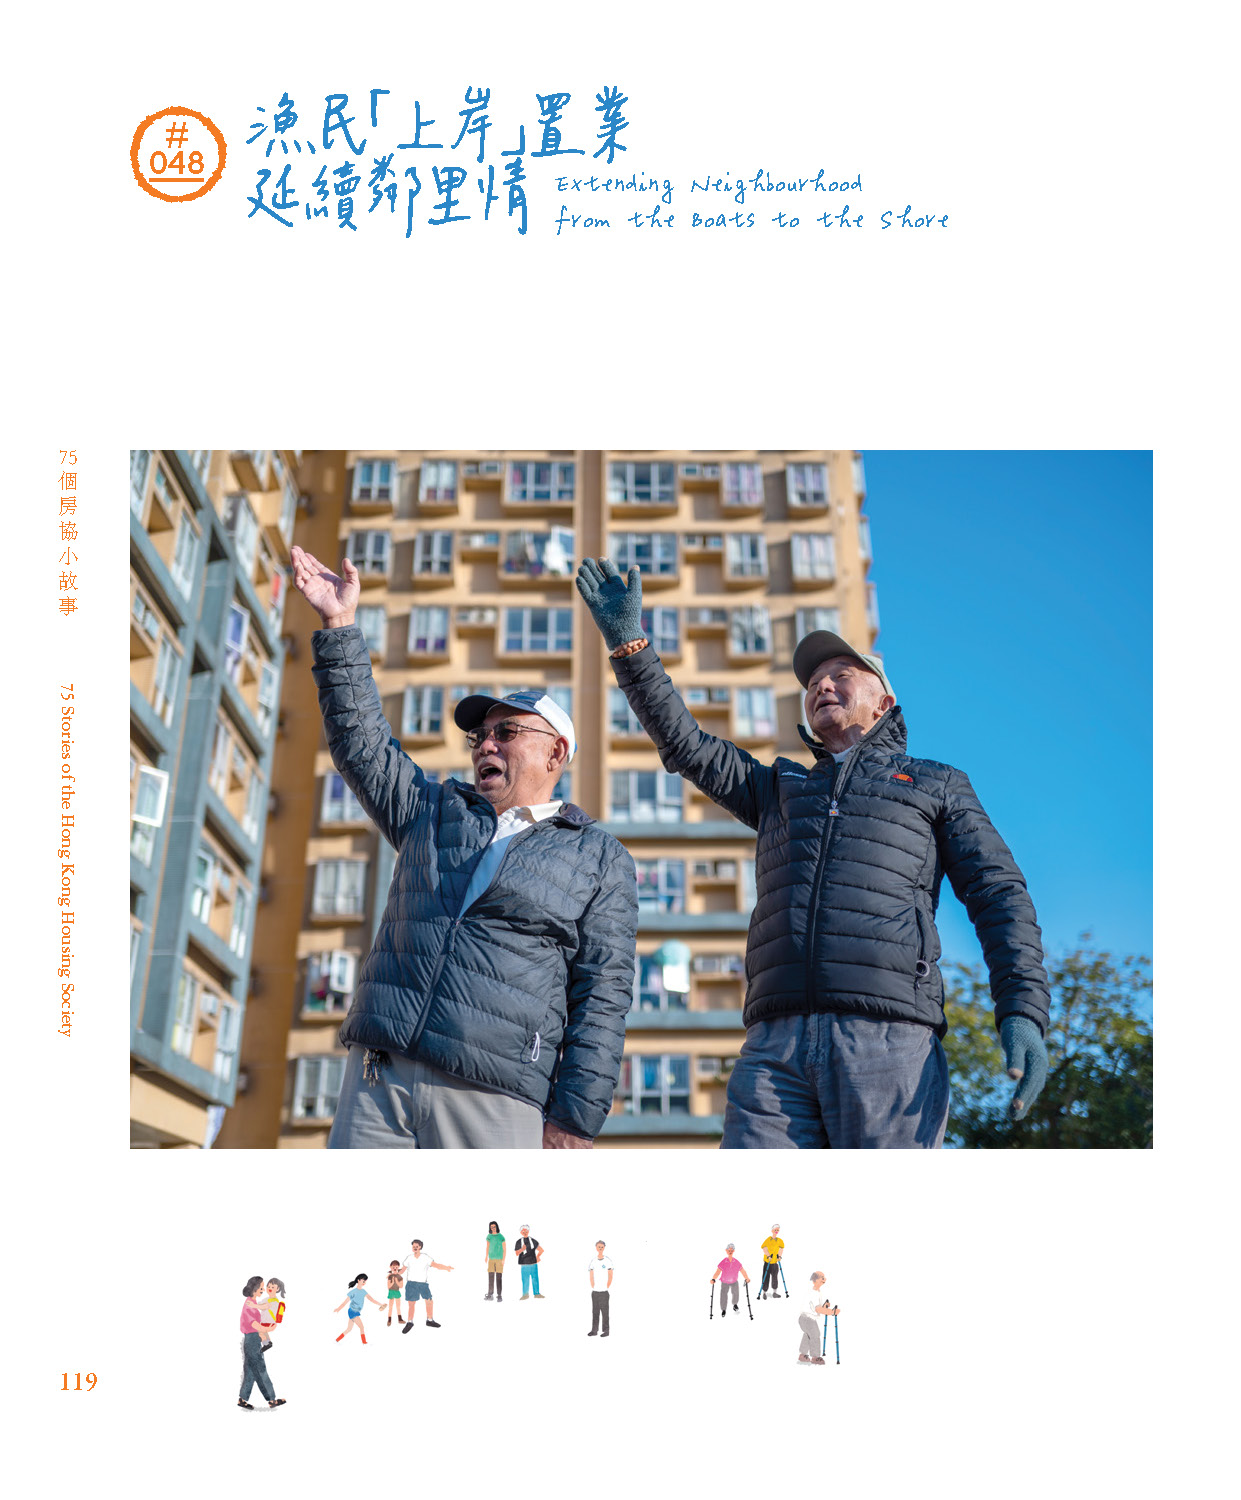 #
048
漁民「上岸」置業
延續鄰里情
Extending Neighbourhood
from the Boats to the Shore
75個房協小故事
75 Stories of the Hong Kong Housing Society
119